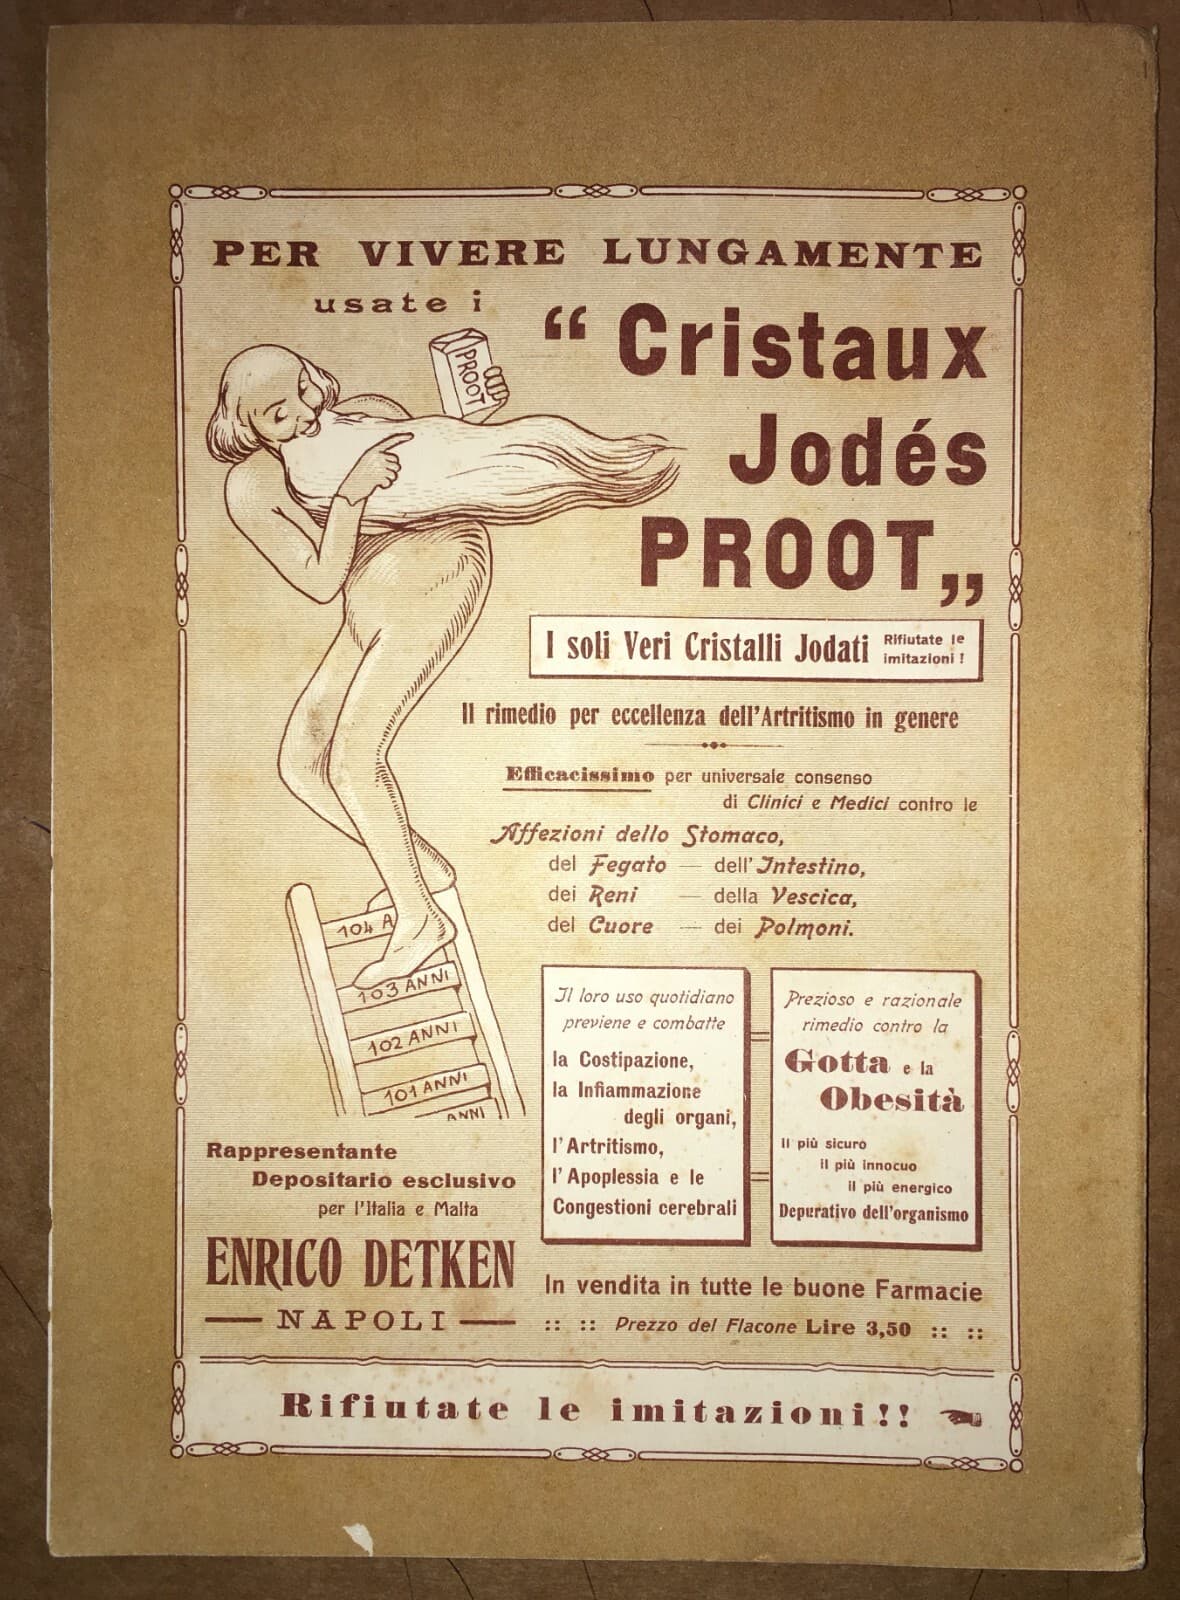 PER VIVERE LUNGAMENTE
usate i
“ Cristaux
Jodés
PROOT„
PROOT
I soli Veri Cristalli Jodati
Rifiutate le
imitazioni !
Il rimedio per eccellenza dell'Artritismo in genere
Efficacissimo per universale consenso
di Clinici e Medici contro le
Affezioni dello Stomaco,
del Fegato — dell'Intestino,
dei Reni — della Vescica,
del Cuore — dei Polmoni.
104 A
103 ANNI
102 ANNI
101 ANNI
ANNI
Il loro uso quotidiano
previene e combatte
la Costipazione,
la Infiammazione
degli organi,
l'Artritismo,
l'Apoplessia e le
Congestioni cerebrali
Prezioso e razionale
rimedio contro la
Gotta e la
Obesità
il più sicuro
il più innocuo
il più energico
Depurativo dell'organismo
Rappresentante
Depositario esclusivo
per l'Italia e Malta
ENRICO DETKEN
— NAPOLI —
In vendita in tutte le buone Farmacie
:: :: Prezzo del Flacone Lire 3,50 :: ::
Rifiutate le imitazioni!!